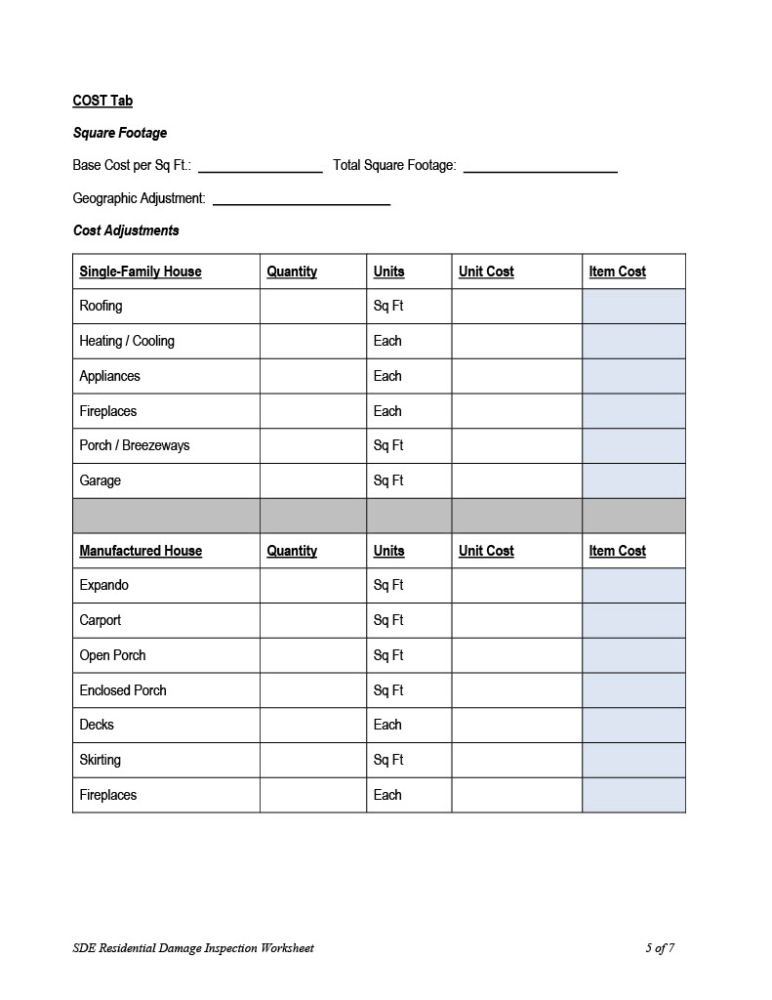 COST Tab
Square Footage
Base Cost per Sq Ft.: Total Square Footage:
Geographic Adjustment:
Cost Adjustments
Single-Family House Quantity Units Unit Cost Item Cost
Roofing Sq Ft
Heating / Cooling Each
Appliances Each
Fireplaces Each
Porch / Breezeways Sq Ft
Garage Sq Ft
Manufactured House Quantity Units Unit Cost Item Cost
Expando Sq Ft
Carport Sq Ft
Open Porch Sq Ft
Enclosed Porch Sq Ft
Decks Each
Skirting Sq Ft
Fireplaces Each
SDE Residential Damage Inspection Worksheet 5 of 7